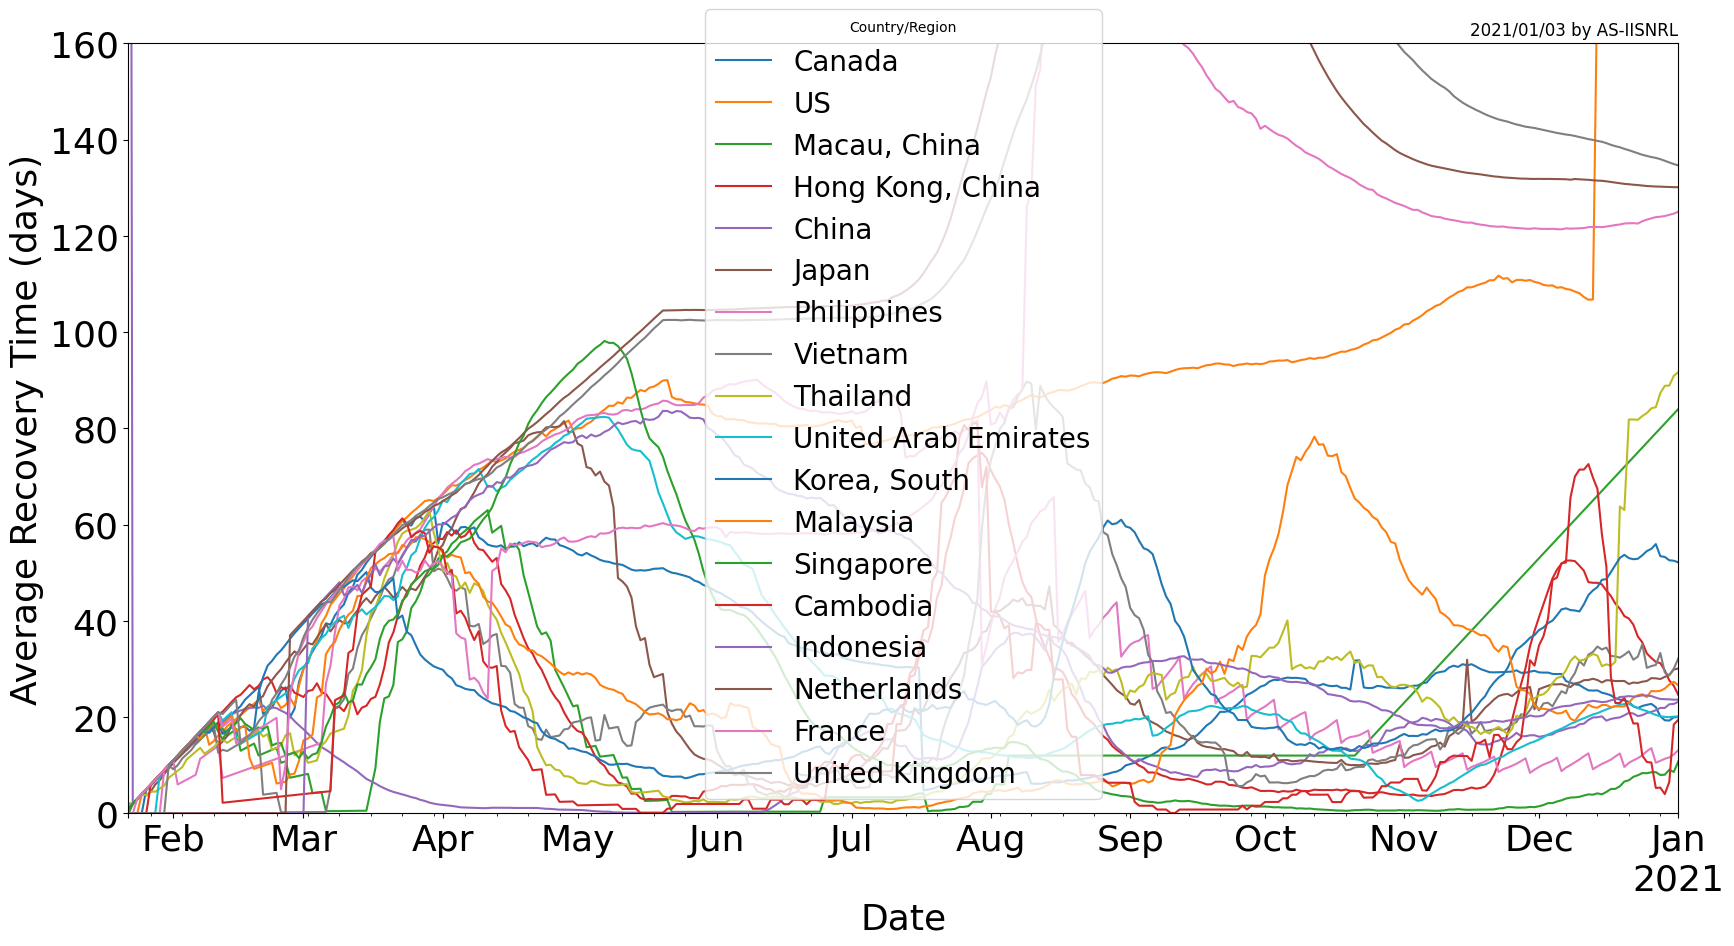 Country/Region
2021/01/03 by AS-IISNRL
160
140
120
100
80
60
40
20
0
Average Recovery Time (days)
Canada
US
Macau, China
Hong Kong, China
China
Japan
Philippines
Vietnam
Thailand
United Arab Emirates
Korea, South
Malaysia
Singapore
Cambodia
Indonesia
Netherlands
France
United Kingdom
Feb Mar Apr May Jun Jul Aug Sep Oct Nov Dec Jan
2021
Date